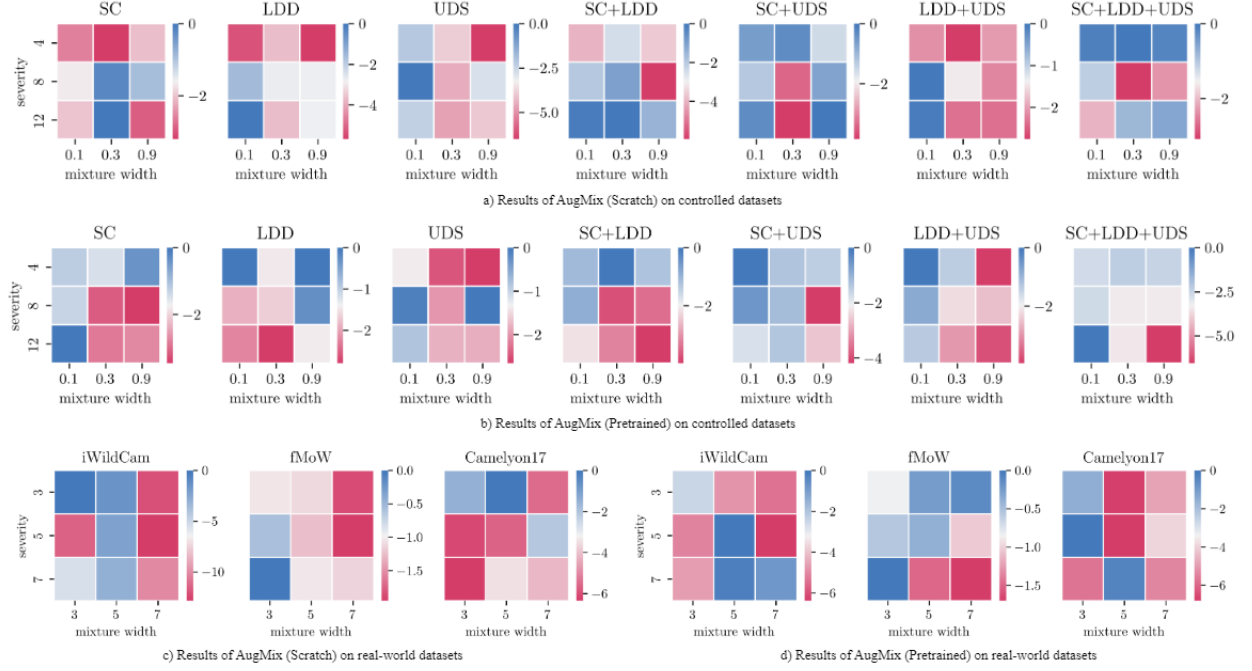 SC LDD UDS SC+LDD SC+UDS LDD+UDS SC+LDD+UDS
severity
4
8
12
0 −2
0 −2 −4
0.0 −2.5 −5.0
0 −2 −4
0 −2
0 −1 −2
0 −2
0.1 0.3 0.9 0.1 0.3 0.9 0.1 0.3 0.9 0.1 0.3 0.9 0.1 0.3 0.9 0.1 0.3 0.9 0.1 0.3 0.9
mixture width mixture width mixture width mixture width mixture width mixture width mixture width
a) Results of AugMix (Scratch) on controlled datasets
SC LDD UDS SC+LDD SC+UDS LDD+UDS SC+LDD+UDS
severity
4
8
12
0 −2
0 −1 −2
0 −1 −2
0 −2
0 −2 −4
0 −2
0.0 −2.5 −5.0
0.1 0.3 0.9 0.1 0.3 0.9 0.1 0.3 0.9 0.1 0.3 0.9 0.1 0.3 0.9 0.1 0.3 0.9 0.1 0.3 0.9
mixture width mixture width mixture width mixture width mixture width mixture width mixture width
b) Results of AugMix (Pretrained) on controlled datasets
iWildCam fMoW Camelyon17
severity
3
5
7
0 −5 −10
0.0 −0.5 −1.0 −1.5
0 −2 −4 −6
3 5 7 3 5 7 3 5 7
mixture width mixture width mixture width
c) Results of AugMix (Scratch) on real-world datasets
iWildCam fMoW Camelyon17
severity
3
5
7
0 −2 −4 −6
0.0 −0.5 −1.0 −1.5
0 −2 −4 −6
3 5 7 3 5 7 3 5 7
mixture width mixture width mixture width
d) Results of AugMix (Pretrained) on real-world datasets